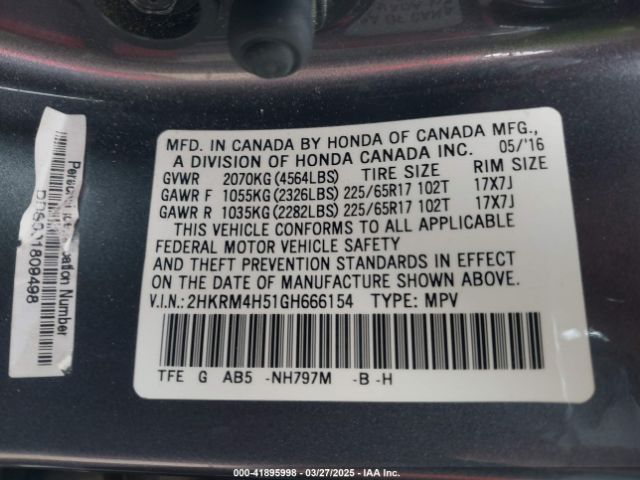 MFD. IN CANADA BY HONDA OF CANADA MFG., 05/'16
A DIVISION OF HONDA CANADA INC.
GVWR 2070KG(4564LBS) TIRE SIZE RIM SIZE
GAWR F 1055KG(2326LBS) 225/65R17 102T 17X7J
GAWR R 1035KG(2282LBS) 225/65R17 102T 17X7J
THIS VEHICLE CONFORMS TO ALL APPLICABLE
FEDERAL MOTOR VEHICLE SAFETY
AND THEFT PREVENTION STANDARDS IN EFFECT
ON THE DATE OF MANUFACTURE SHOWN ABOVE.
V.I.N.: 2HKRM4H51GH666154 TYPE: MPV
TFE G AB5 -NH797M -B -H
Number
000-41895998 - 03/27/2025 - IAAI.COM